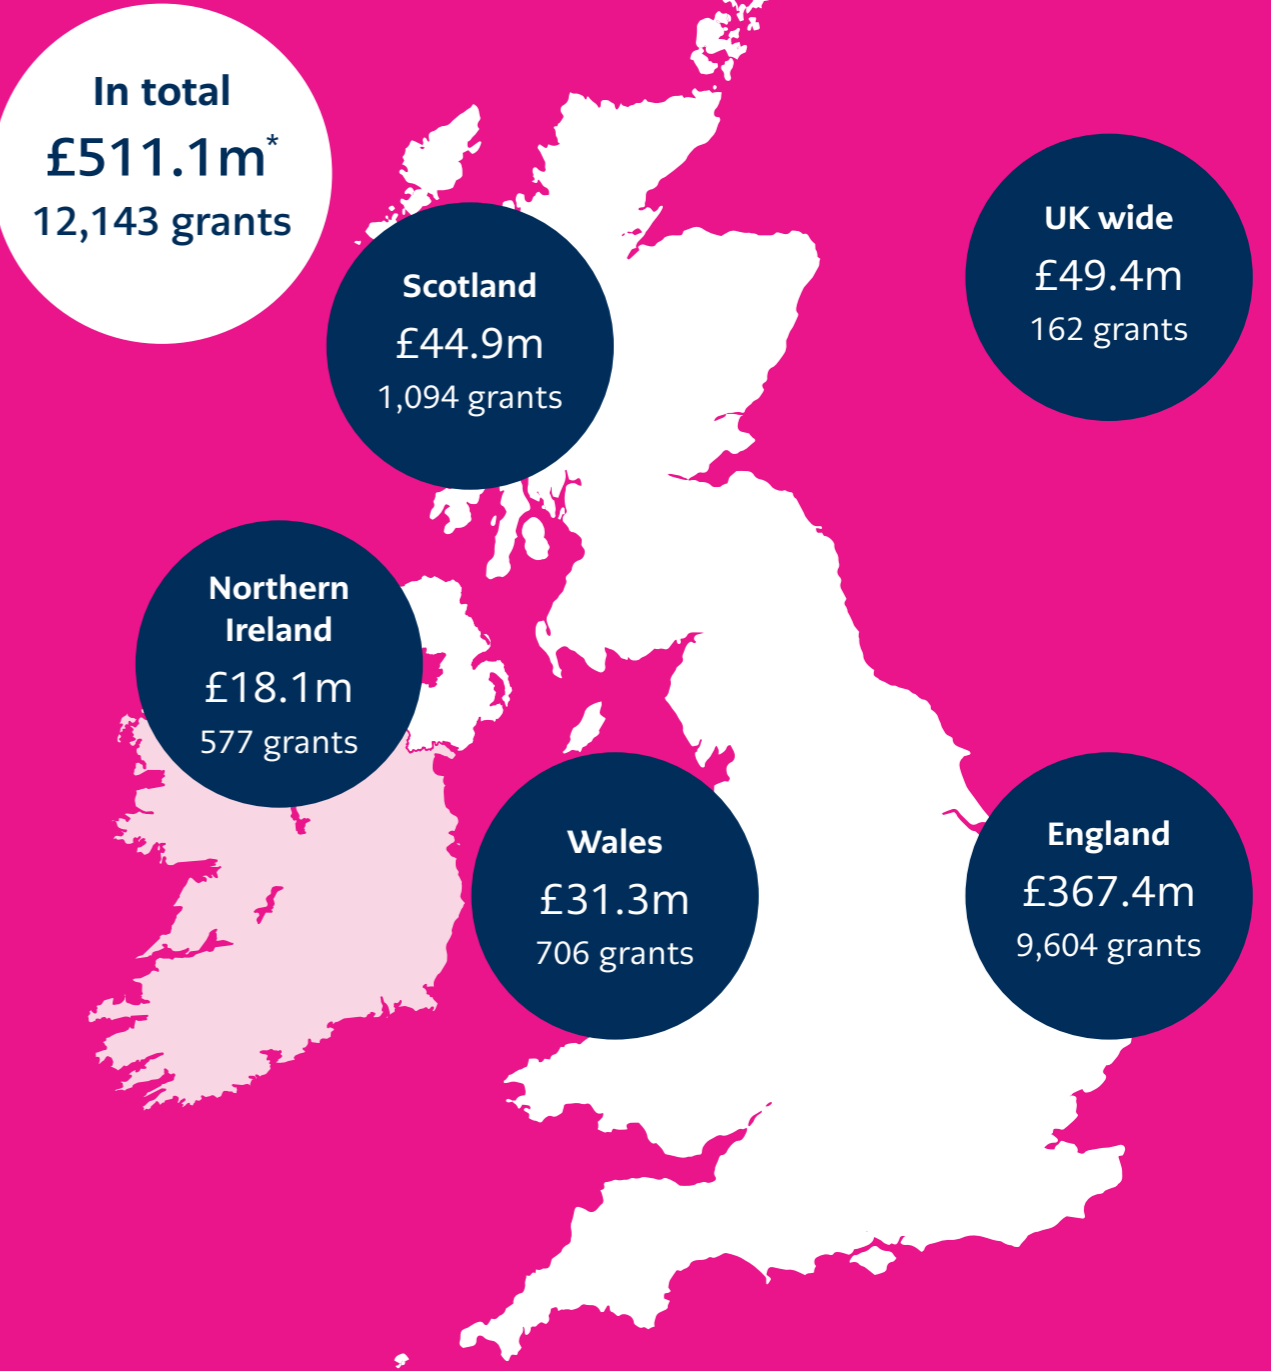 In total
£511.1m*
12,143 grants
UK wide
£49.4m
162 grants
Scotland
£44.9m
1,094 grants
Northern
Ireland
£18.1m
577 grants
Wales
£31.3m
706 grants
England
£367.4m
9,604 grants